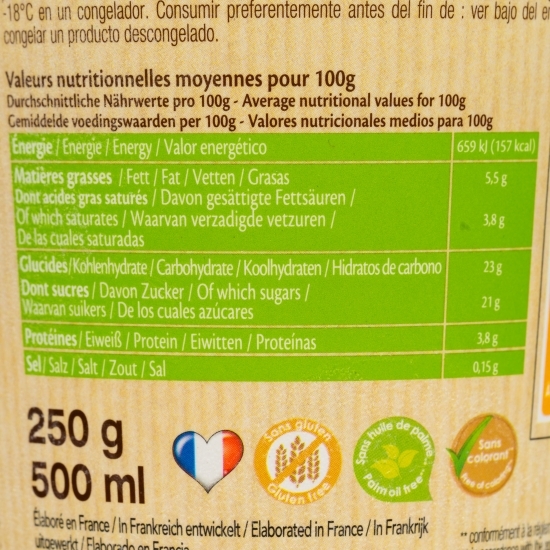 -18°C en un congelador. Consumir preferentemente antes del fin de : ver bajo del
congelar un producto descongelado.
Valeurs nutritionnelles moyennes pour 100g
Durchschnittliche Nährwerte pro 100g - Average nutritional values for 100g
Gemiddelde voedingswaarden per 100g - Valores nutricionales medios para 100g
Énergie / Energie / Energy / Valor energético 659 kJ (157 kcal)
Matières grasses / Fett / Fat / Vetten / Grasas 5,5 g
Dont acides gras saturés / Davon gesättigte Fettsäuren /
Of which saturates / Waarvan verzadigde vetzuren / 3,8 g
De las cuales saturadas
Glucides/Kohlenhydrate / Carbohydrate / Koolhydraten / Hidratos de carbono 23 g
Dont sucres / Davon Zucker / Of which sugars /
Waarvan suikers / De los cuales azúcares 21 g
Protéines/ Eiweiß / Protein / Eiwitten / Proteínas 3,8 g
Sel/ Salz / Salt / Zout / Sal 0,15 g
250 g
500 ml
Sans gluten
Gluten free
Sans huile de palme
Palm oil free
Sans
colorant
Élaboré en France / In Frankreich entwickelt / Elaborated in France / In Frankrijk
uitgewerkt / Elaborado en Francia
** conformément à la